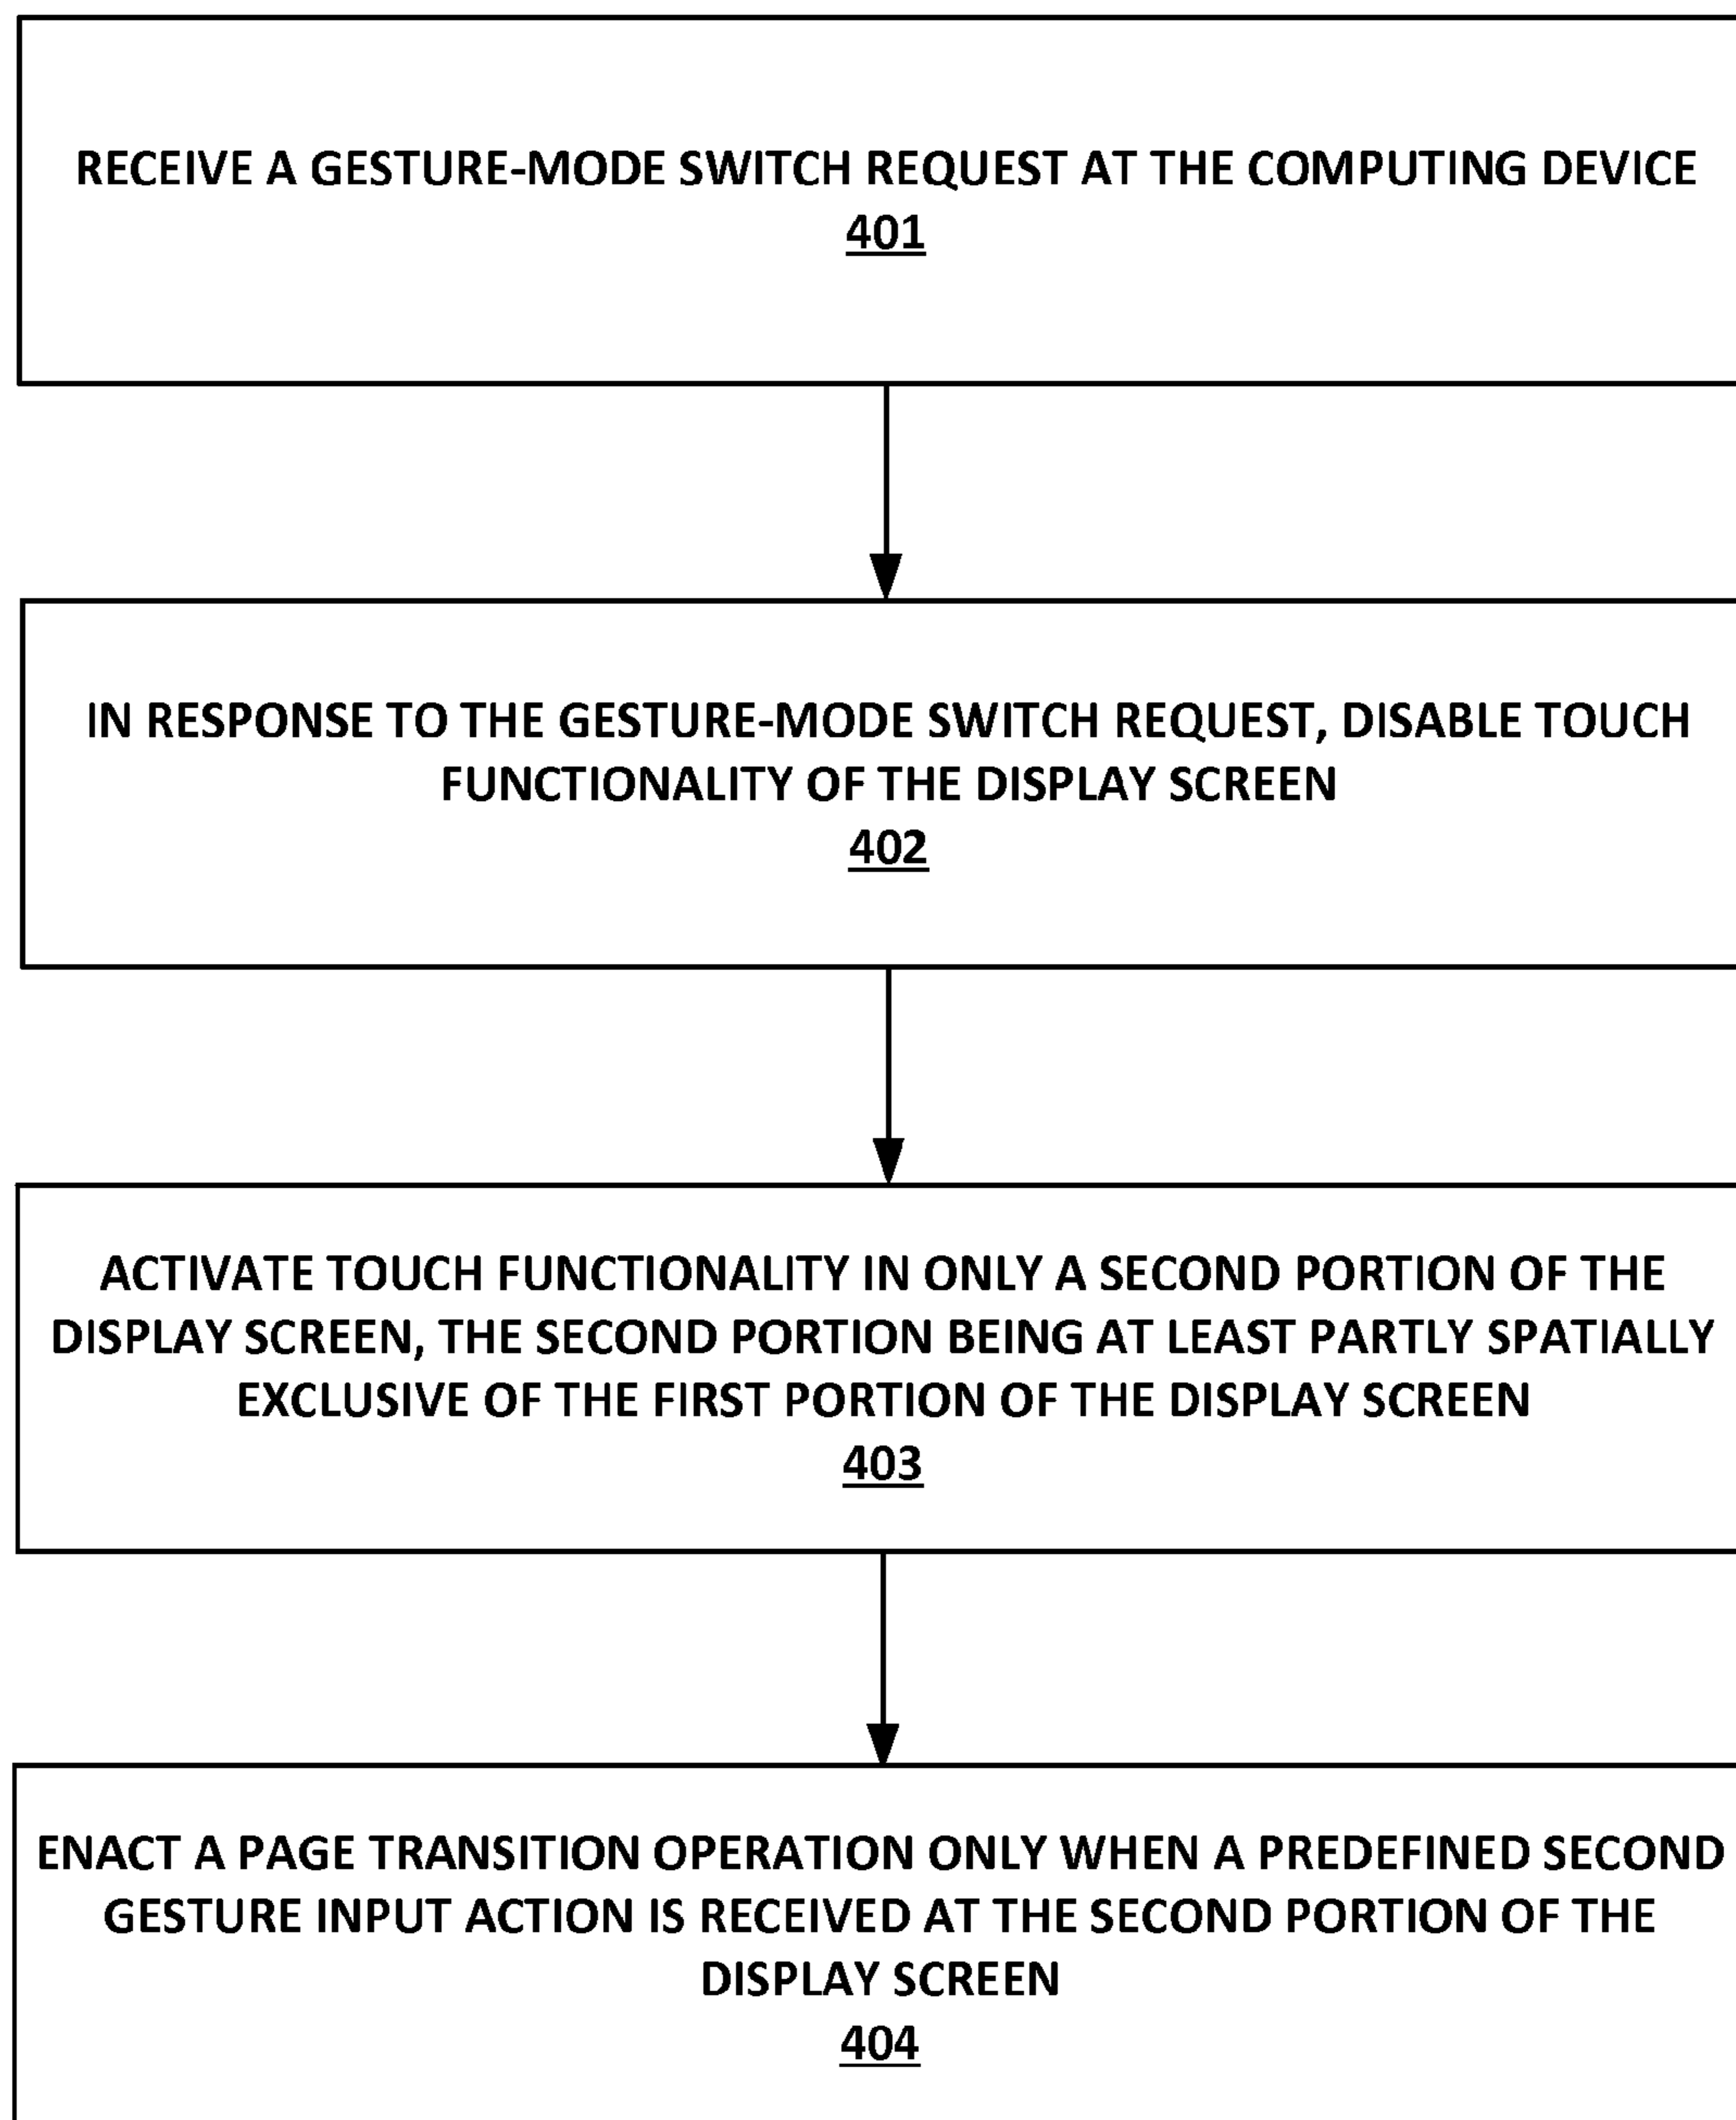 RECEIVE A GESTURE-MODE SWITCH REQUEST AT THE COMPUTING DEVICE
401
IN RESPONSE TO THE GESTURE-MODE SWITCH REQUEST, DISABLE TOUCH
FUNCTIONALITY OF THE DISPLAY SCREEN
402
ACTIVATE TOUCH FUNCTIONALITY IN ONLY A SECOND PORTION OF THE
DISPLAY SCREEN, THE SECOND PORTION BEING AT LEAST PARTLY SPATIALLY
EXCLUSIVE OF THE FIRST PORTION OF THE DISPLAY SCREEN
403
ENACT A PAGE TRANSITION OPERATION ONLY WHEN A PREDEFINED SECOND
GESTURE INPUT ACTION IS RECEIVED AT THE SECOND PORTION OF THE
DISPLAY SCREEN
404